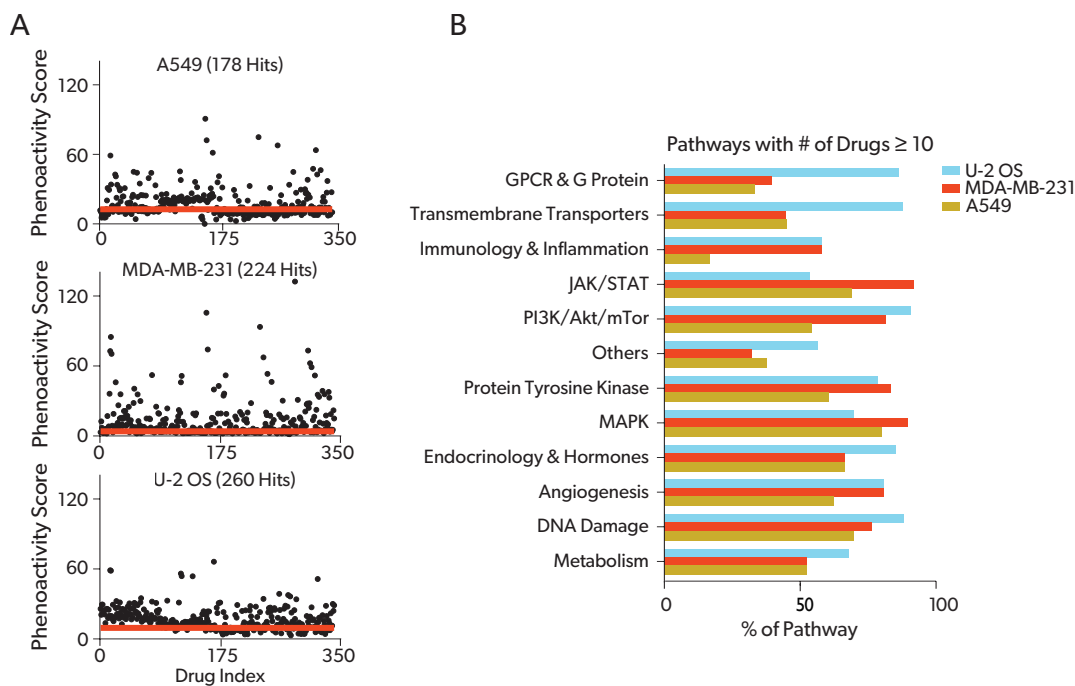 A
A549 (178 Hits)
Phenoactivity Score
120
60
0
0
175
350
MDA-MB-231 (224 Hits)
Phenoactivity Score
120
60
0
0
175
350
U-2 OS (260 Hits)
Phenoactivity Score
120
60
0
0
175
350
Drug Index
B
Pathways with # of Drugs ≥ 10
U-2 OS
MDA-MB-231
A549
GPCR & G Protein
Transmembrane Transporters
Immunology & Inflammation
JAK/STAT
PI3K/Akt/mTor
Others
Protein Tyrosine Kinase
MAPK
Endocrinology & Hormones
Angiogenesis
DNA Damage
Metabolism
0
50
100
% of Pathway